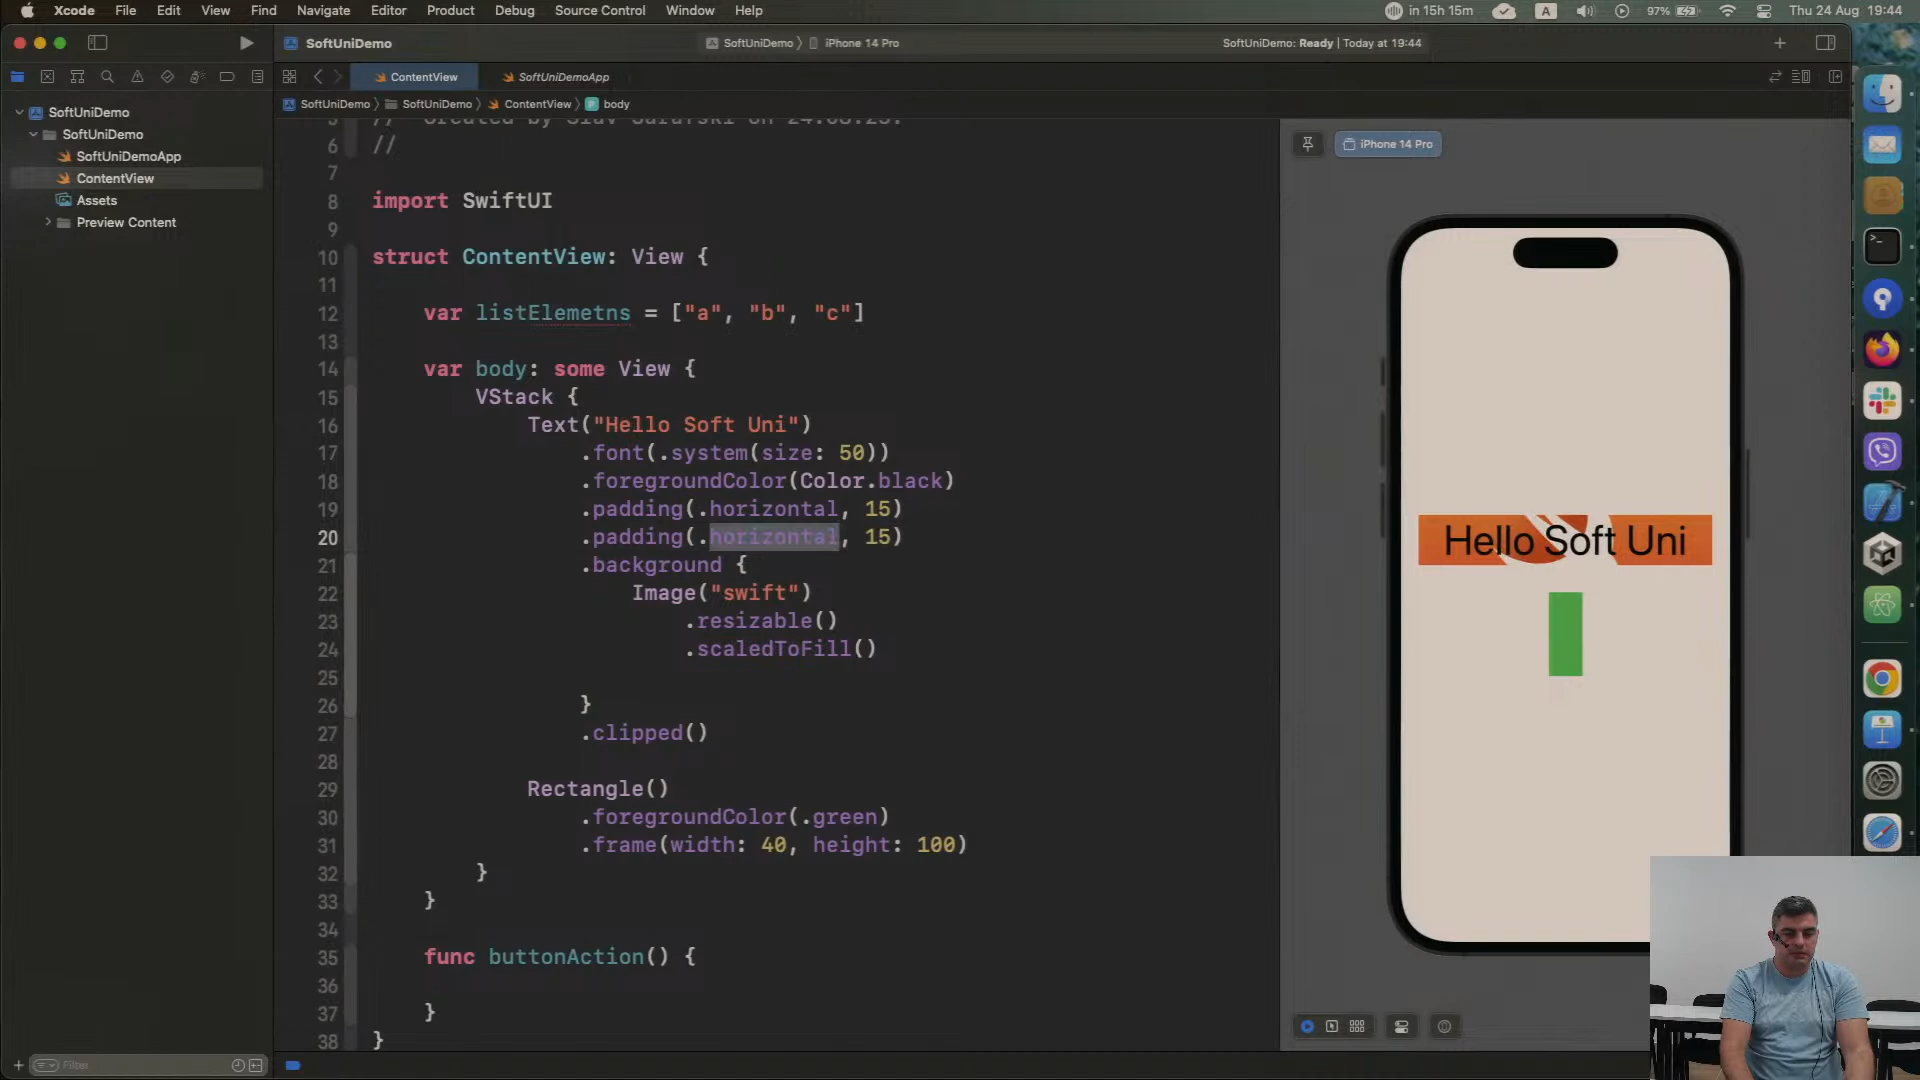 Xcode File Edit View Find Navigate Editor Product Debug Source Control Window Help
in 15h 15m A 97% Thu 24 Aug 19:44
SoftUniDemo
SoftUniDemo iPhone 14 Pro
SoftUniDemo: Ready | Today at 19:44
ContentView
SoftUniDemoApp
SoftUniDemo SoftUniDemo ContentView body
SoftUniDemo
SoftUniDemo
SoftUniDemoApp
ContentView
Assets
Preview Content
6 //
7
8 import SwiftUI
9
10 struct ContentView: View {
11
12 var listElemetns = ["a", "b", "c"]
13
14 var body: some View {
15 VStack {
16 Text("Hello Soft Uni")
17 .font(.system(size: 50))
18 .foregroundColor(Color.black)
19 .padding(.horizontal, 15)
20 .padding(.horizontal, 15)
21 .background {
22 Image("swift")
23 .resizable()
24 .scaledToFill()
25
26 }
27 .clipped()
28
29 Rectangle()
30 .foregroundColor(.green)
31 .frame(width: 40, height: 100)
32 }
33 }
34
35 func buttonAction() {
36
37 }
38 }
iPhone 14 Pro
Hello Soft Uni
Filter